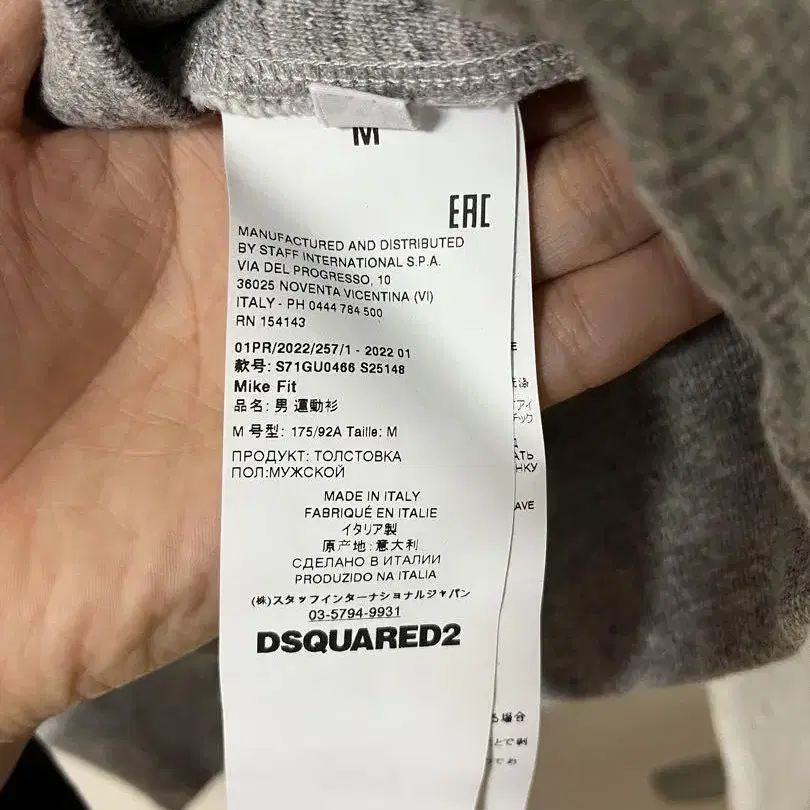 M
EAC
MANUFACTURED AND DISTRIBUTED
BY STAFF INTERNATIONAL S.P.A.
VIA DEL PROGRESSO, 10
36025 NOVENTA VICENTINA (VI)
ITALY - PH 0444 784 500
RN 154143
01PR/2022/257/1 - 2022 01
款号: S71GU0466 S25148
Mike Fit
品名: 男 運動衫
M 号型: 175/92A Taille: M
ПРОДУКТ: ТОЛСТОВКА
ПОЛ:МУЖСКОЙ
MADE IN ITALY
FABRIQUÉ EN ITALIE
イタリア製
原产地:意大利
СДЕЛАНО В ИТАЛИИ
PRODUZIDO NA ITALIA
(株)スタッフインターナショナルジャパン
03-5794-9931
DSQUARED2